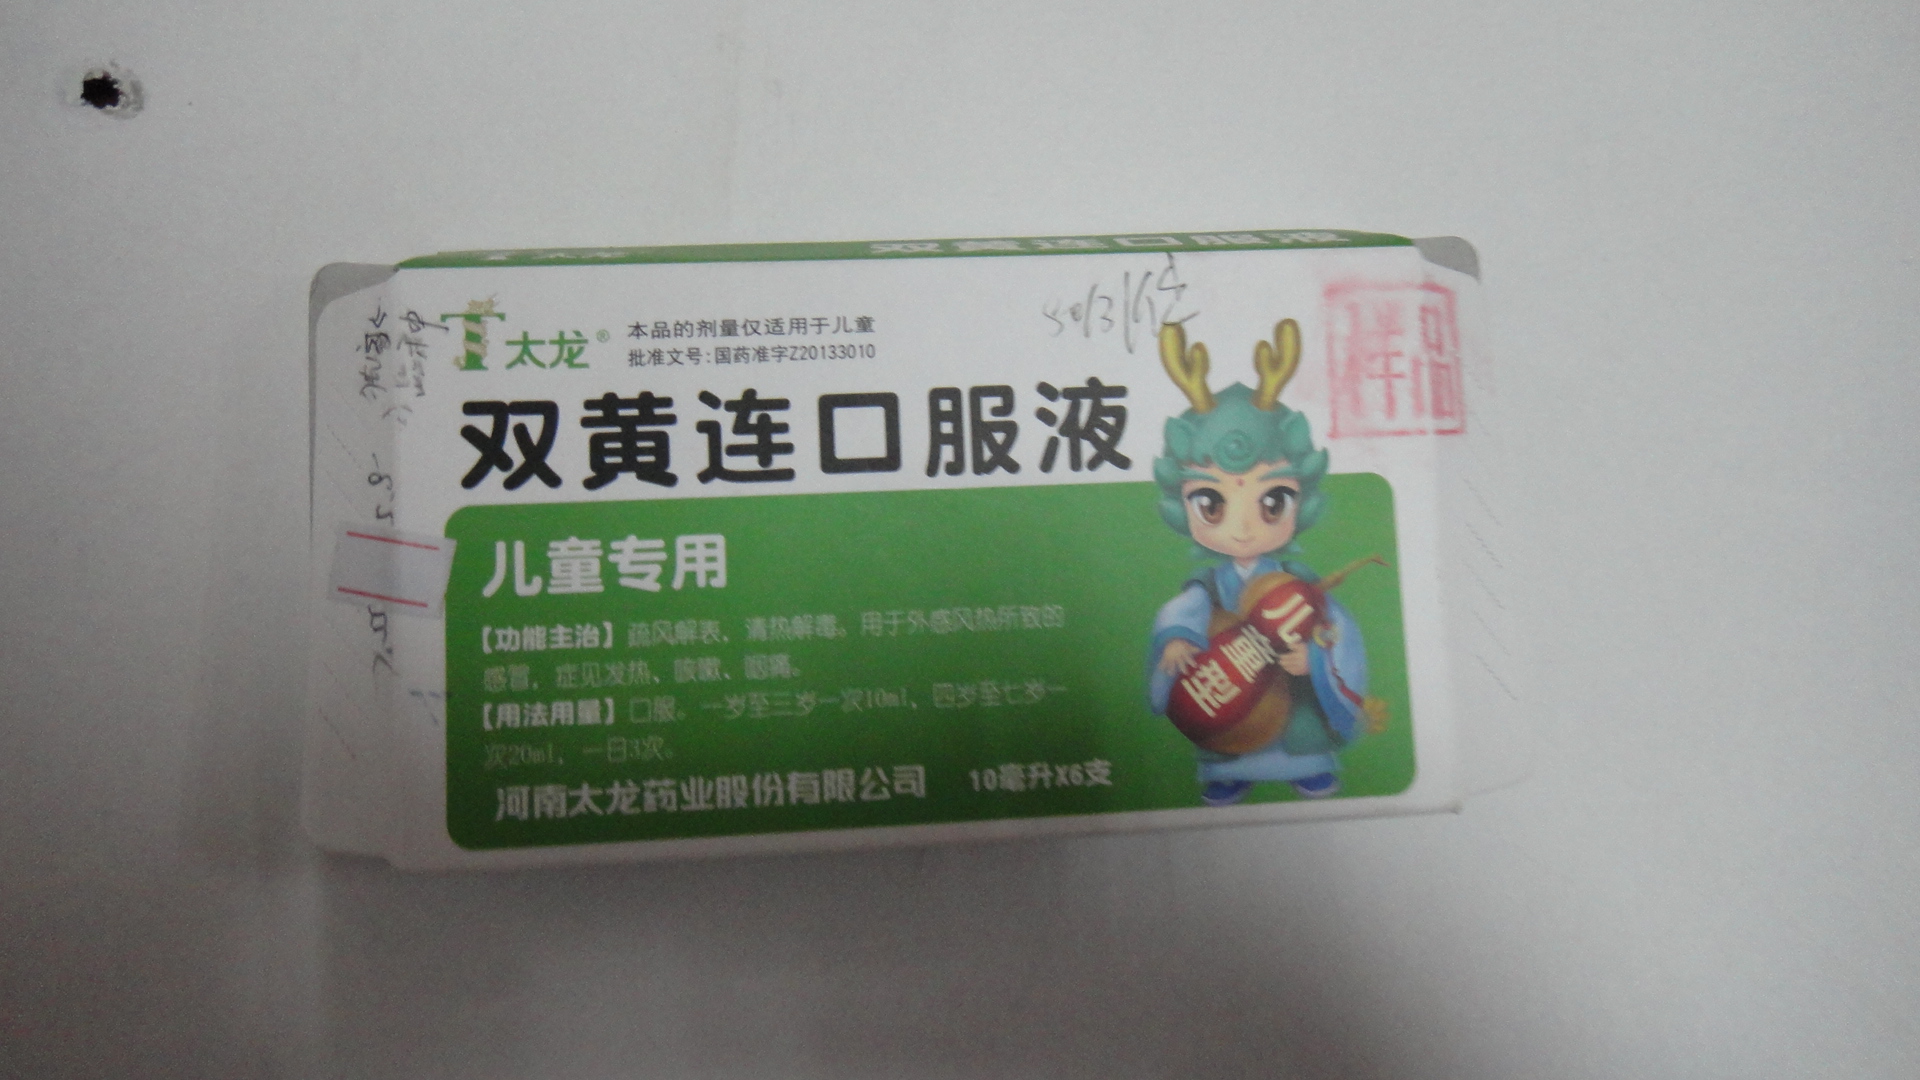 太龙 双黄连口服液
太龙®
本品的剂量仅适用于儿童
批准文号:国药准字Z20133010
样品
双黄连口服液
儿童专用
【功能主治】疏风解表、清热解毒。用于外感风热所致的
感冒，症见发热、咳嗽、咽痛。
【用法用量】口服。一岁至三岁一次10ml，四岁至七岁一
次20ml，一日3次。
河南太龙药业股份有限公司 10毫升X6支
儿童型
5.8